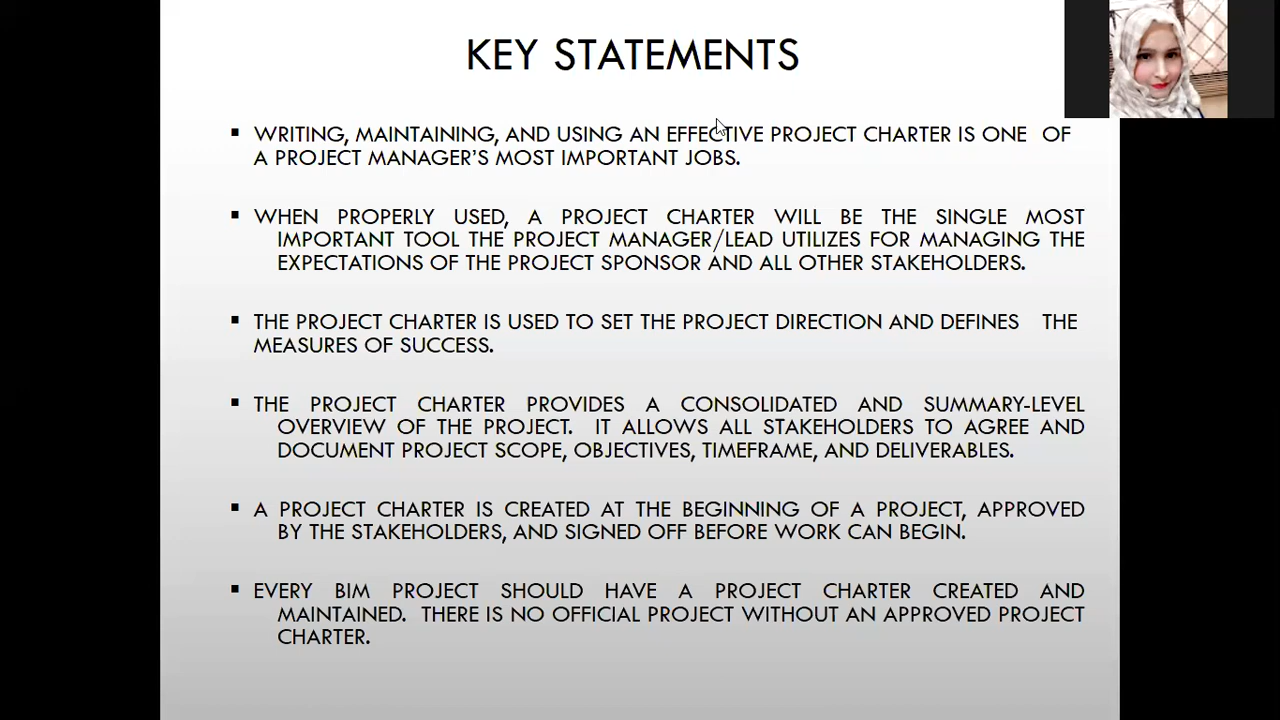 KEY STATEMENTS
▪ WRITING, MAINTAINING, AND USING AN EFFECTIVE PROJECT CHARTER IS ONE OF
A PROJECT MANAGER'S MOST IMPORTANT JOBS.
▪ WHEN PROPERLY USED, A PROJECT CHARTER WILL BE THE SINGLE MOST
IMPORTANT TOOL THE PROJECT MANAGER/LEAD UTILIZES FOR MANAGING THE
EXPECTATIONS OF THE PROJECT SPONSOR AND ALL OTHER STAKEHOLDERS.
▪ THE PROJECT CHARTER IS USED TO SET THE PROJECT DIRECTION AND DEFINES THE
MEASURES OF SUCCESS.
▪ THE PROJECT CHARTER PROVIDES A CONSOLIDATED AND SUMMARY-LEVEL
OVERVIEW OF THE PROJECT. IT ALLOWS ALL STAKEHOLDERS TO AGREE AND
DOCUMENT PROJECT SCOPE, OBJECTIVES, TIMEFRAME, AND DELIVERABLES.
▪ A PROJECT CHARTER IS CREATED AT THE BEGINNING OF A PROJECT, APPROVED
BY THE STAKEHOLDERS, AND SIGNED OFF BEFORE WORK CAN BEGIN.
▪ EVERY BIM PROJECT SHOULD HAVE A PROJECT CHARTER CREATED AND
MAINTAINED. THERE IS NO OFFICIAL PROJECT WITHOUT AN APPROVED PROJECT
CHARTER.